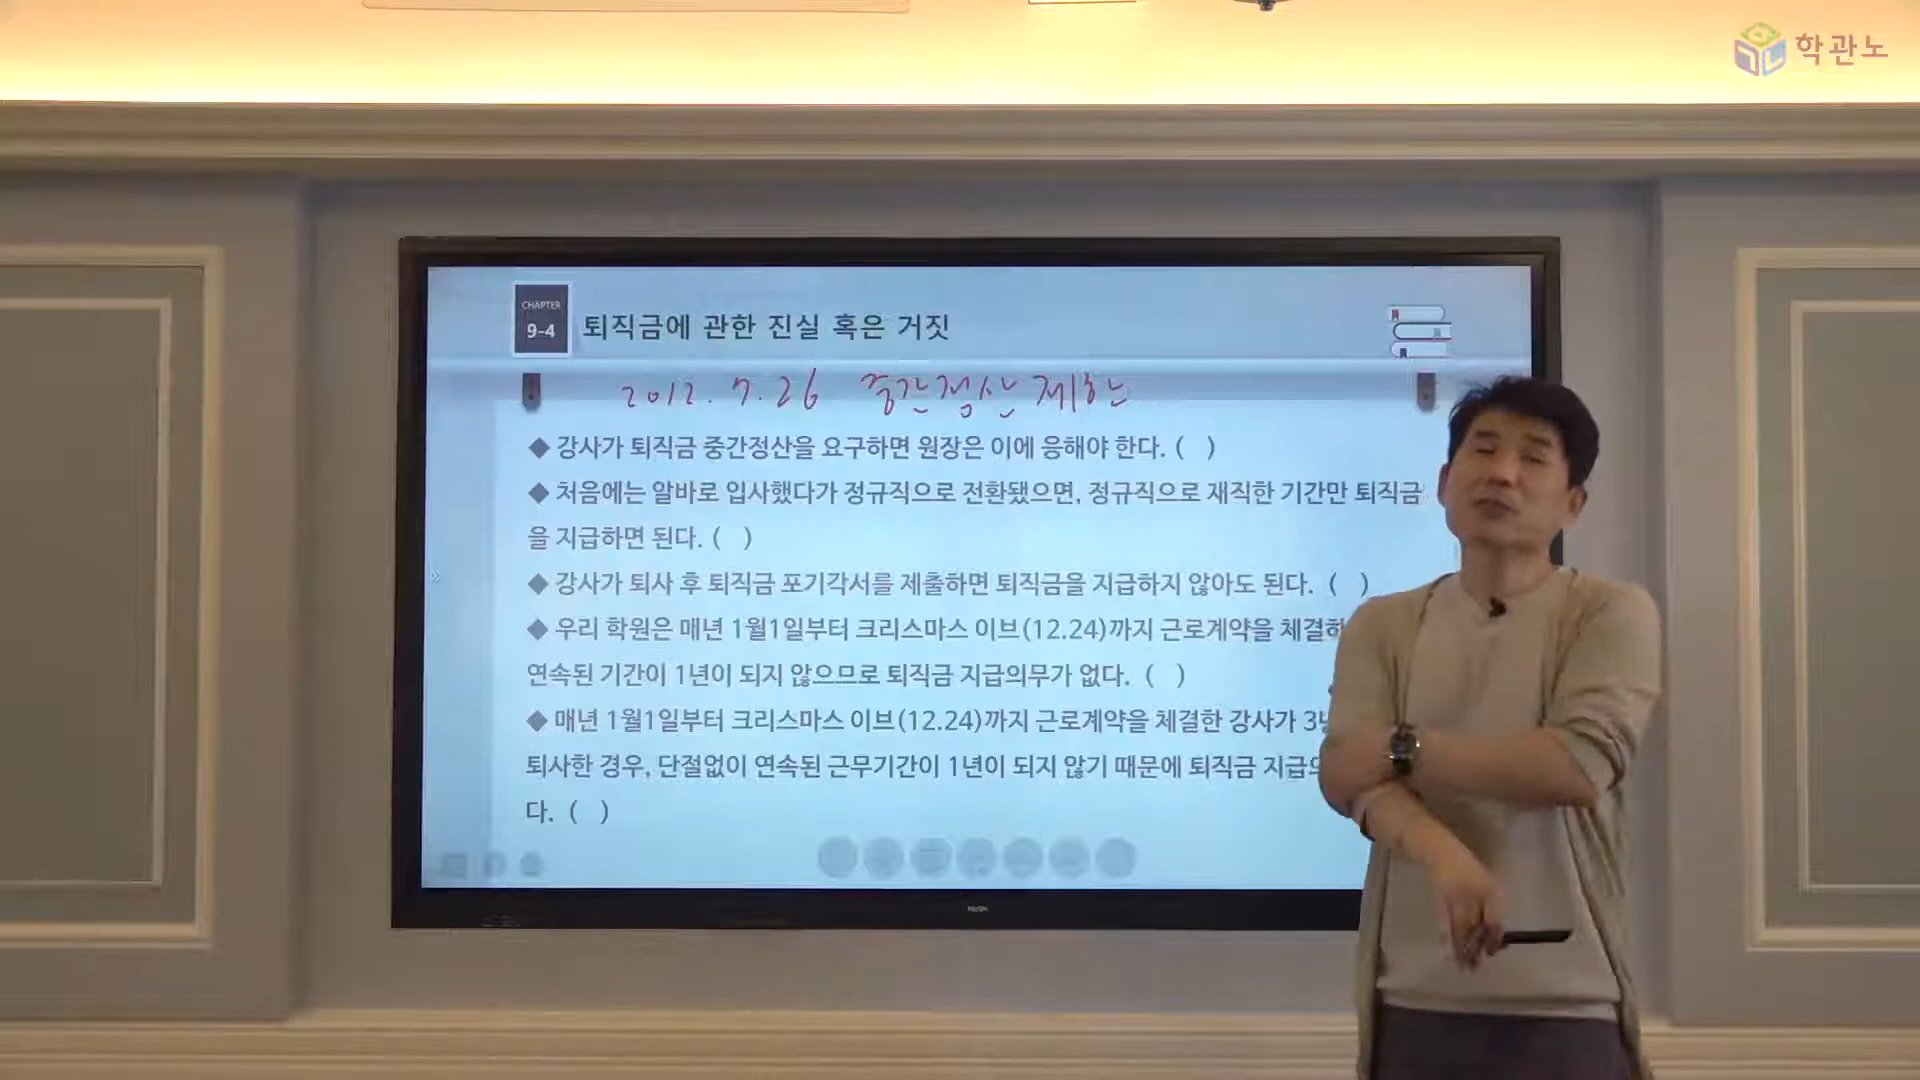 학관노
CHAPTER
9-4
퇴직금에 관한 진실 혹은 거짓
2012. 7. 26 중간정산 제한
◆ 강사가 퇴직금 중간정산을 요구하면 원장은 이에 응해야 한다. ( )
◆ 처음에는 알바로 입사했다가 정규직으로 전환됐으면, 정규직으로 재직한 기간만 퇴직금
을 지급하면 된다. ( )
◆ 강사가 퇴사 후 퇴직금 포기각서를 제출하면 퇴직금을 지급하지 않아도 된다. ( )
◆ 우리 학원은 매년 1월1일부터 크리스마스 이브(12.24)까지 근로계약을
연속된 기간이 1년이 되지 않으므로 퇴직금 지급의무가 없다. ( )
◆ 매년 1월1일부터 크리스마스 이브(12.24)까지 근로계약을 체결한 강사가
퇴사한 경우, 단절없이 연속된 근무기간이 1년이 되지 않기 때문에 퇴직금
다. ( )